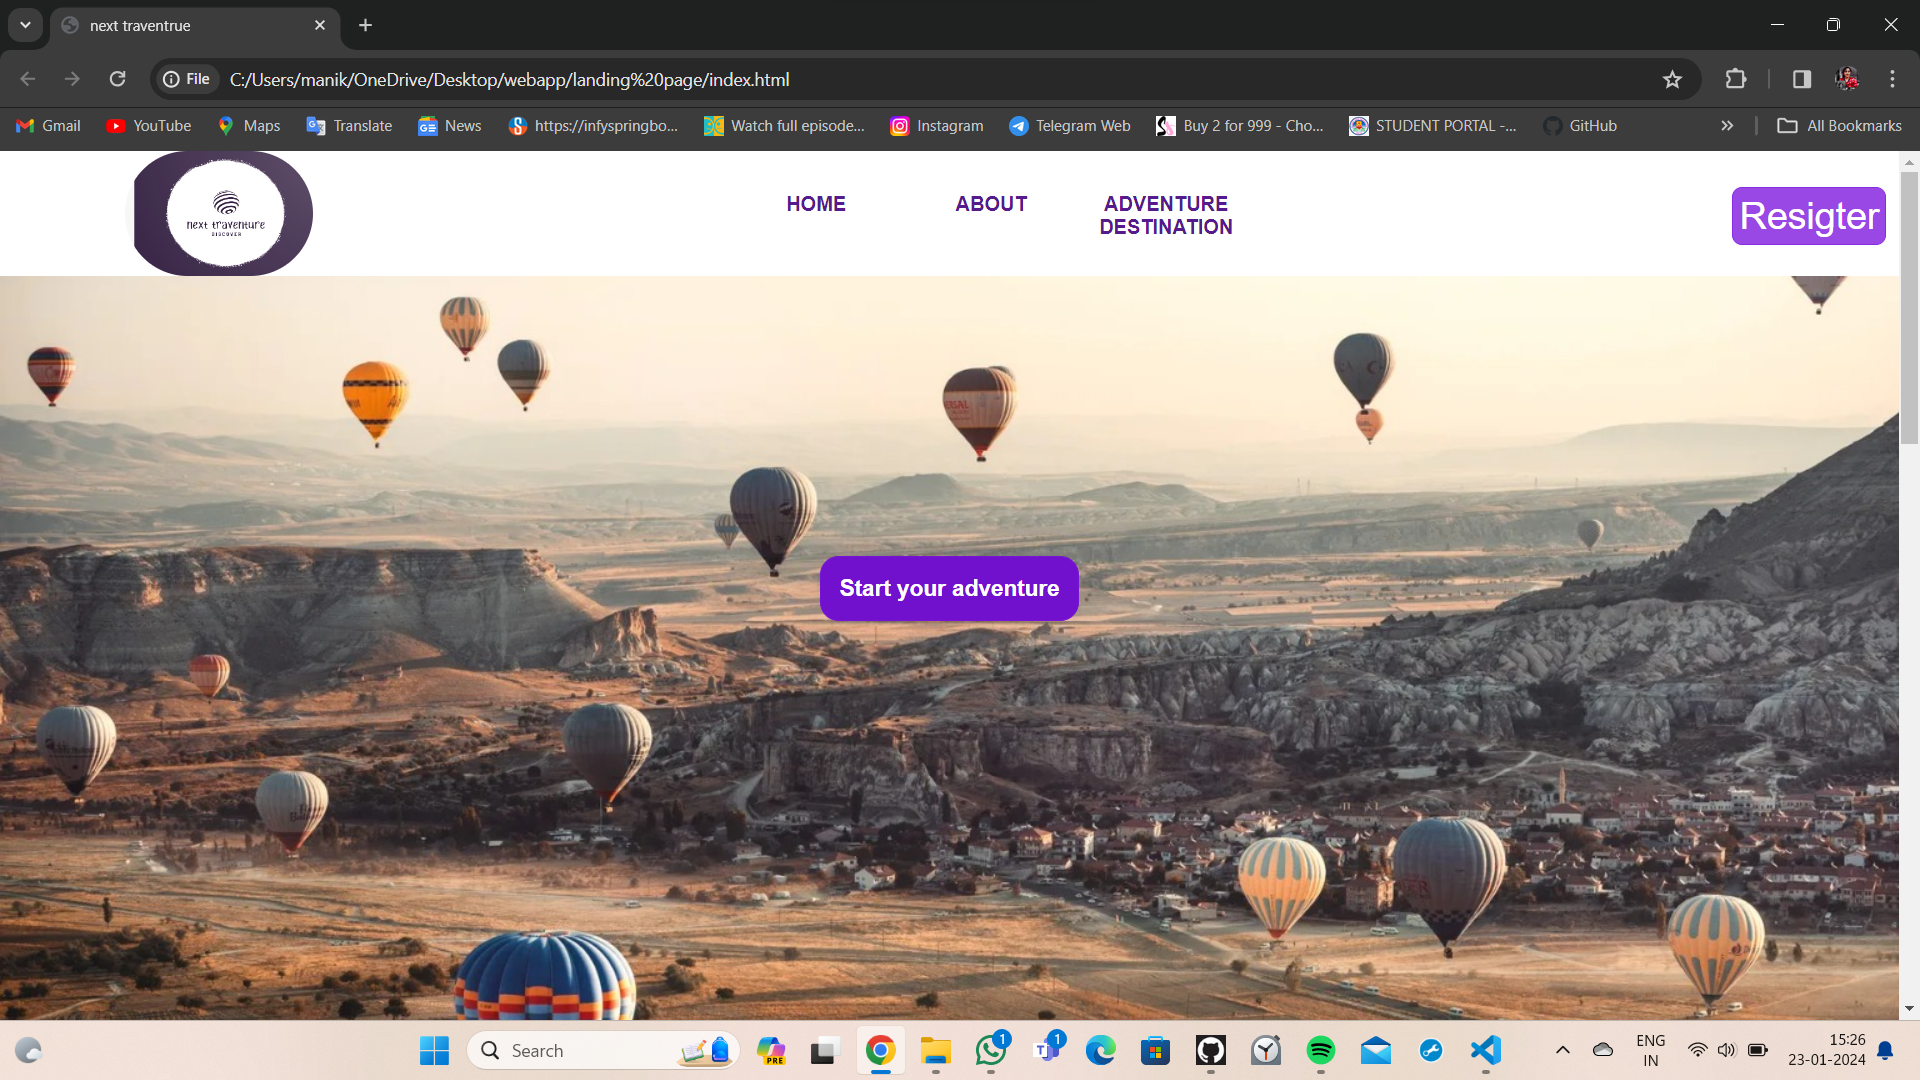 next traventrue
File
C:/Users/manik/OneDrive/Desktop/webapp/landing%20page/index.html
Gmail
YouTube
Maps
Translate
News
https://infyspringbo...
Watch full episode...
Instagram
Telegram Web
Buy 2 for 999 - Cho...
STUDENT PORTAL -...
GitHub
All Bookmarks
next traventure
DISCOVER
HOME
ABOUT
ADVENTURE
DESTINATION
Resigter
Start your adventure
Search
PRE
1
1
ENG
IN
15:26
23-01-2024